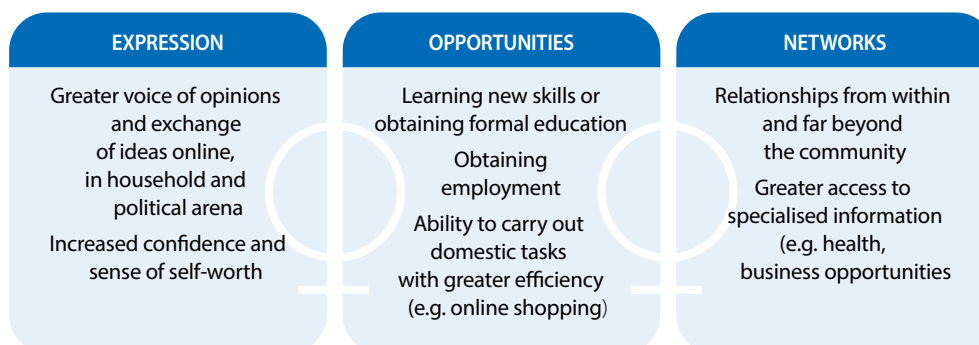 EXPRESSION
Greater voice of opinions
and exchange
of ideas online,
in household and
political arena
Increased confidence and
sense of self-worth
OPPORTUNITIES
Learning new skills or
obtaining formal education
Obtaining
employment
Ability to carry out
domestic tasks
with greater efficiency
(e.g. online shopping)
NETWORKS
Relationships from within
and far beyond
the community
Greater access to
specialised information
(e.g. health,
business opportunities